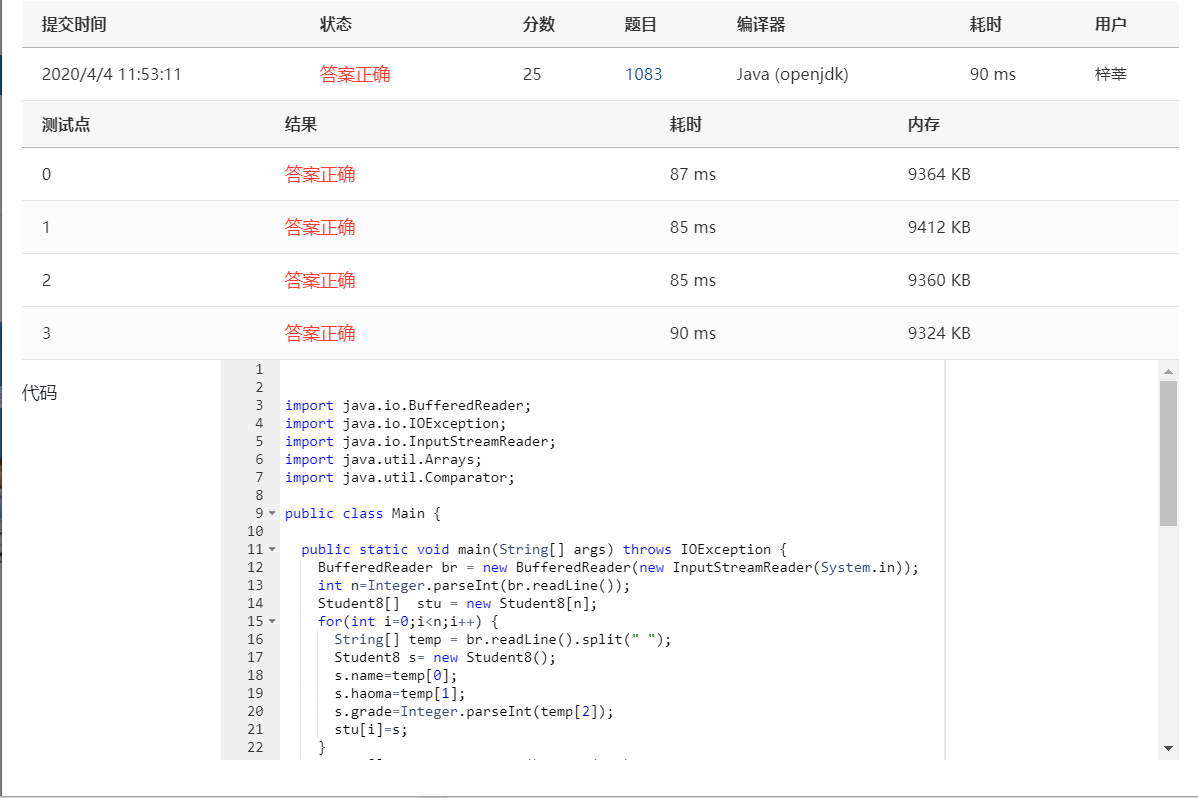 提交时间 状态 分数 题目 编译器 耗时 用户
2020/4/4 11:53:11 答案正确 25 1083 Java (openjdk) 90 ms 梓莘
测试点 结果 耗时 内存
0 答案正确 87 ms 9364 KB
1 答案正确 85 ms 9412 KB
2 答案正确 85 ms 9360 KB
3 答案正确 90 ms 9324 KB
代码
1
2
3 import java.io.BufferedReader;
4 import java.io.IOException;
5 import java.io.InputStreamReader;
6 import java.util.Arrays;
7 import java.util.Comparator;
8
9 public class Main {
10
11 public static void main(String[] args) throws IOException {
12 BufferedReader br = new BufferedReader(new InputStreamReader(System.in));
13 int n=Integer.parseInt(br.readLine());
14 Student8[]  stu = new Student8[n];
15 for(int i=0;i<n;i++) {
16 String[] temp = br.readLine().split(" ");
17 Student8 s= new Student8();
18 s.name=temp[0];
19 s.haoma=temp[1];
20 s.grade=Integer.parseInt(temp[2]);
21 stu[i]=s;
22 }